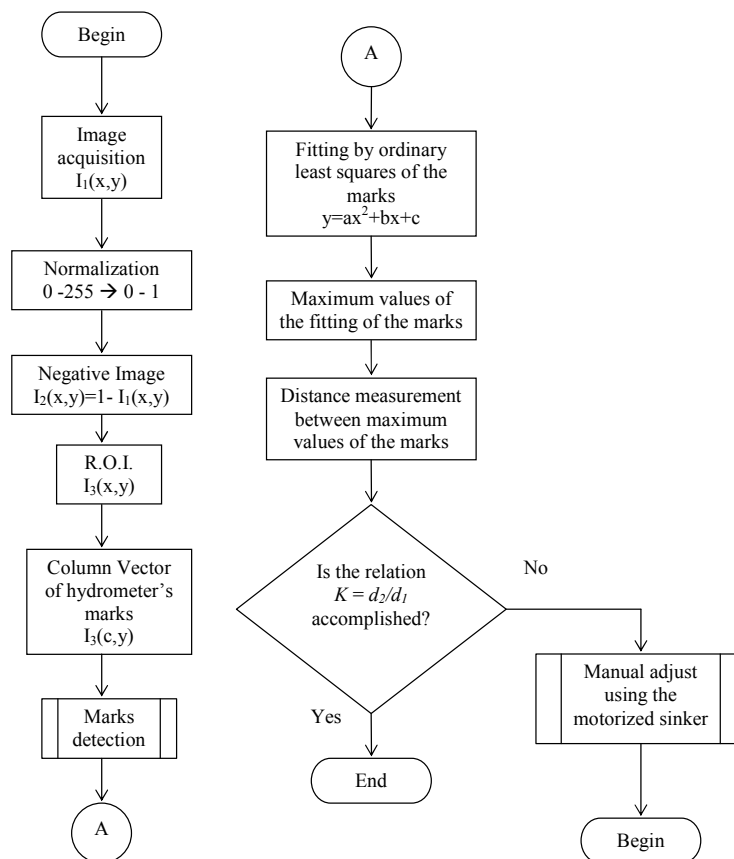 Begin
Image
acquisition
I₁(x,y)
Normalization
0 -255 → 0 - 1
Negative Image
I₂(x,y)=1- I₁(x,y)
R.O.I.
I₃(x,y)
Column Vector
of hydrometer’s
marks
I₃(c,y)
Marks
detection
A
A
Fitting by ordinary
least squares of the
marks
y=ax²+bx+c
Maximum values of
the fitting of the marks
Distance measurement
between maximum
values of the marks
Is the relation
K = d₂/d₁
accomplished?
No
Yes
Manual adjust
using the
motorized sinker
End
Begin